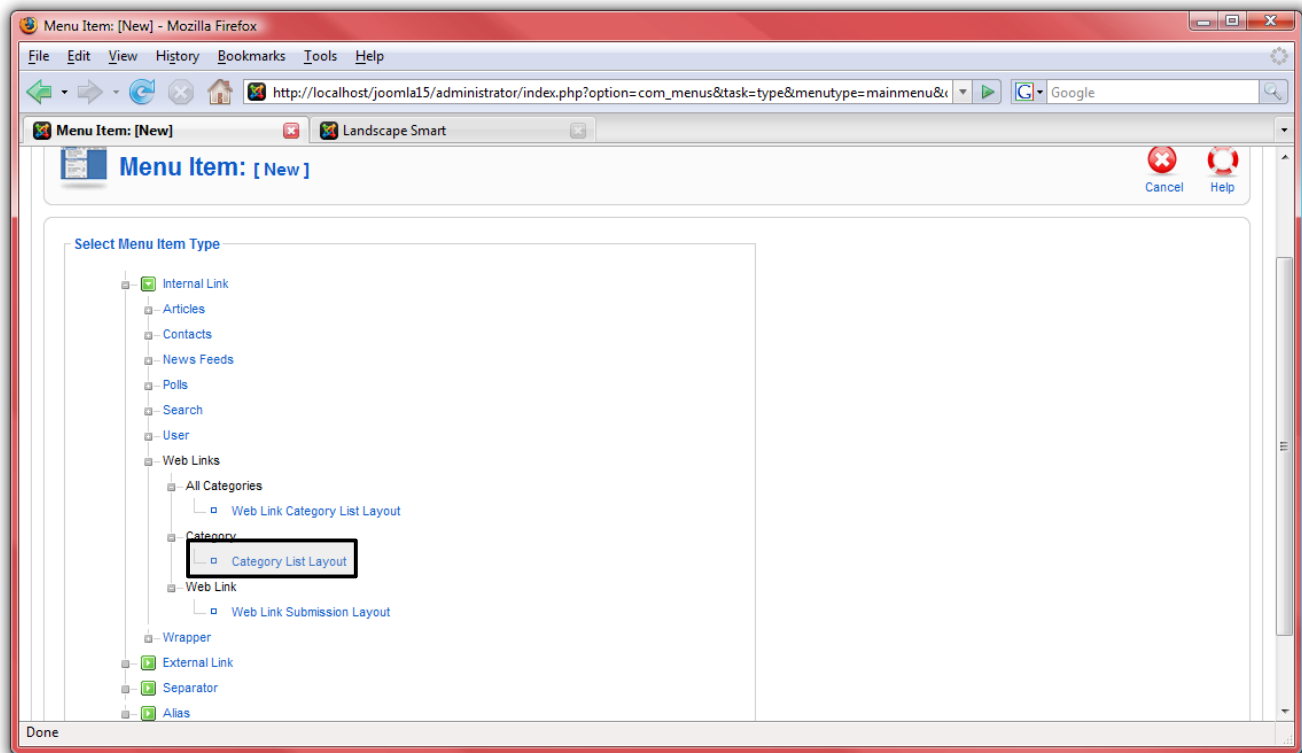 Menu Item: [New] - Mozilla Firefox
File Edit View History Bookmarks Tools Help
http://localhost/joomla15/administrator/index.php?option=com_menus&task=type&menutype=mainmenu& G Google
Menu Item: [New] Landscape Smart
Menu Item: [ New ]
Cancel Help
Select Menu Item Type
Internal Link
Articles
Contacts
News Feeds
Polls
Search
User
Web Links
All Categories
Web Link Category List Layout
Category
Category List Layout
Web Link
Web Link Submission Layout
Wrapper
External Link
Separator
Alias
Done